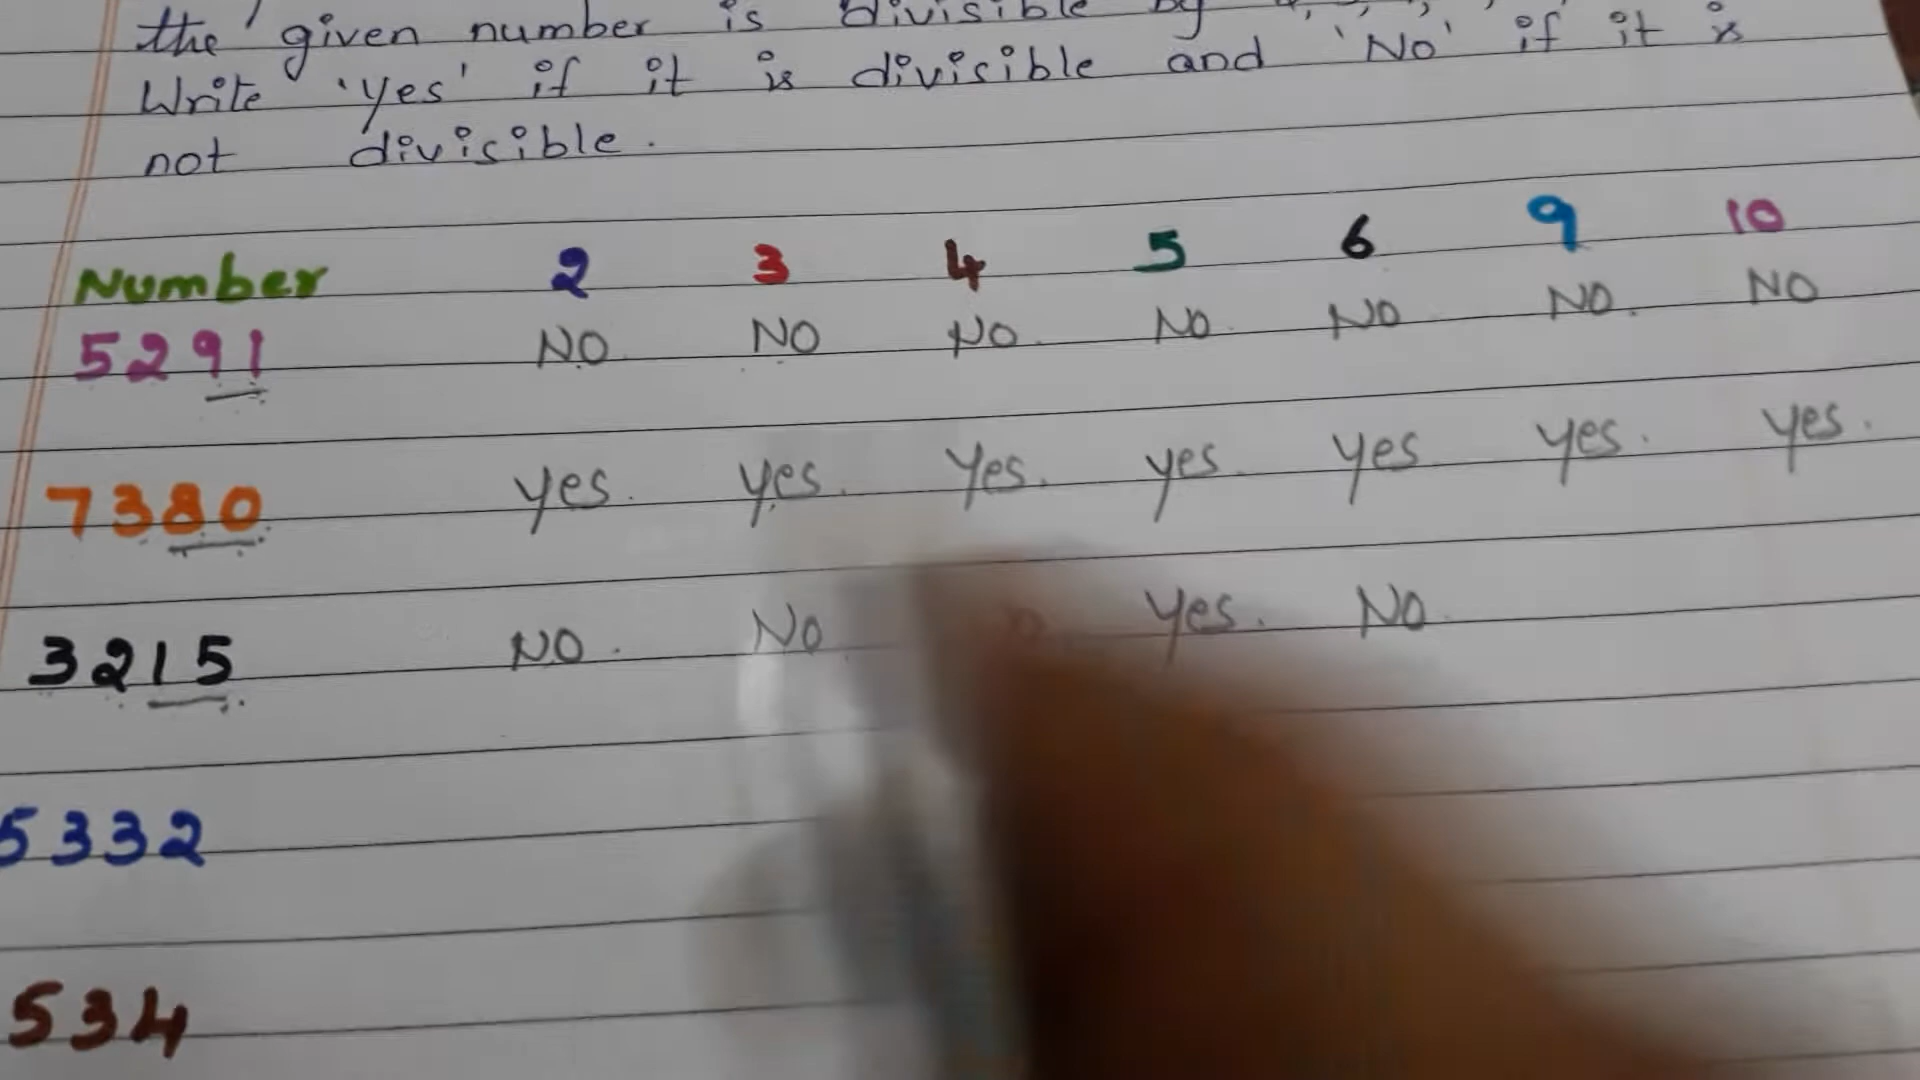 the given number is divisible by
Write 'yes' if it is divisible and 'No' if it is
not divisible.
Number 2 3 4 5 6 9 10
5291 NO NO NO NO NO NO NO
7380 yes. yes. yes. yes. yes yes. yes.
3215 NO. No yes. No
5332
534